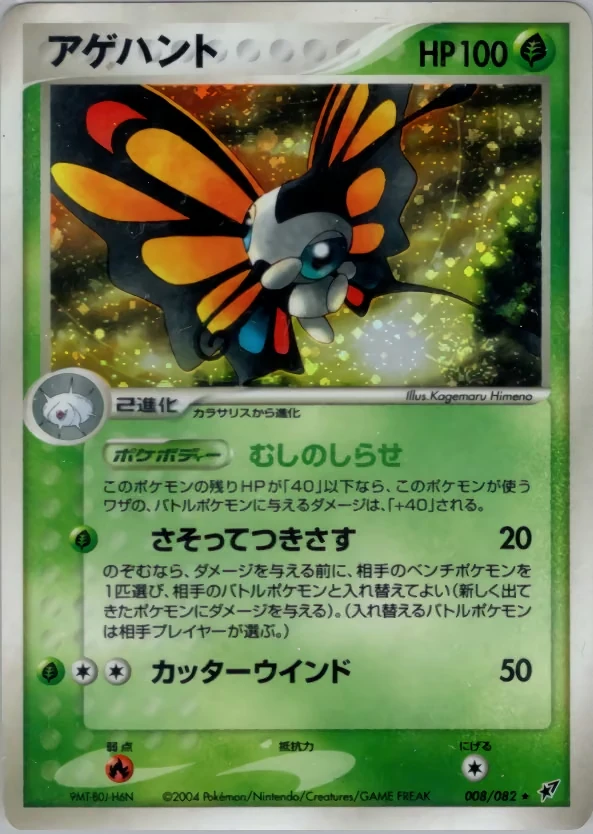 アゲハント HP100
Illus.Kagemaru Himeno
2進化 カラサリスから進化
ポケボディー むしのしらせ
このポケモンの残りHPが「40」以下なら、このポケモンが使う
ワザの、バトルポケモンに与えるダメージは、「+40」される。
さそってつきさす 20
のぞむなら、ダメージを与える前に、相手のベンチポケモンを
1匹選び、相手のバトルポケモンと入れ替えてよい(新しく出て
きたポケモンにダメージを与える)。(入れ替えるバトルポケモン
は相手プレイヤーが選ぶ。)
カッターウインド 50
弱点 抵抗力 にげる
©2004 Pokémon/Nintendo/Creatures/GAME FREAK 008/082 ★